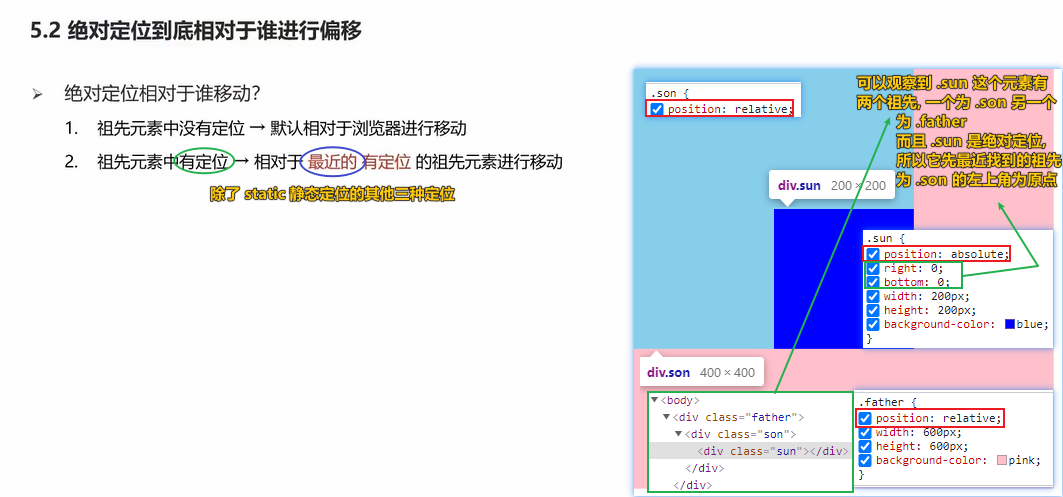 5.2 绝对定位到底相对于谁进行偏移
➢ 绝对定位相对于谁移动?
1. 祖先元素中没有定位 → 默认相对于浏览器进行移动
2. 祖先元素中有定位 → 相对于 最近的 有定位 的祖先元素进行移动
除了 static 静态定位的其他三种定位
.son {
position: relative;
可以观察到 .sun 这个元素有
两个祖先, 一个为 .son 另一个
为 .father
而且 .sun 是绝对定位,
所以它先最近找到的祖先
为 .son 的左上角为原点
div.sun 200 × 200
.sun {
position: absolute;
right: 0;
bottom: 0;
width: 200px;
height: 200px;
background-color: blue;
}
div.son 400 × 400
▼<body>
▼<div class="father">
▼<div class="son">
<div class="sun"></div>
</div>
</div>
.father {
position: relative;
width: 600px;
height: 600px;
background-color: pink;
}